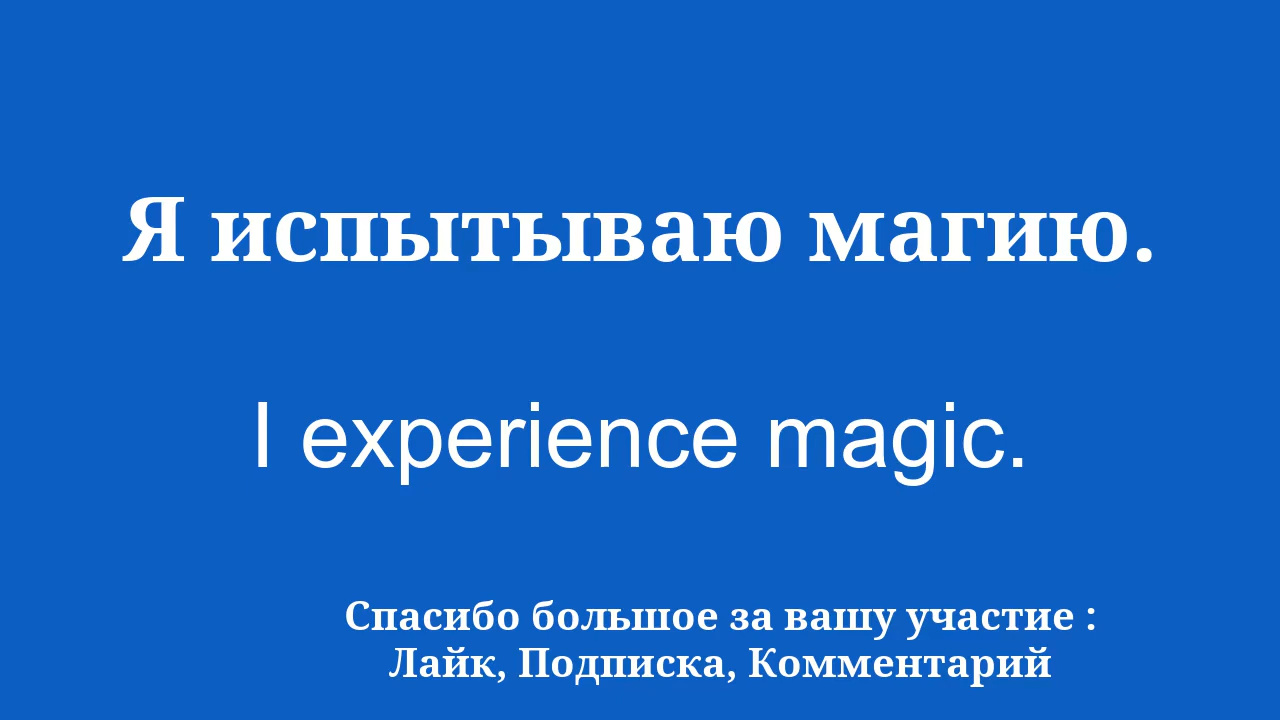 Я испытываю магию.
I experience magic.
Спасибо большое за вашу участие :
Лайк, Подписка, Комментарий